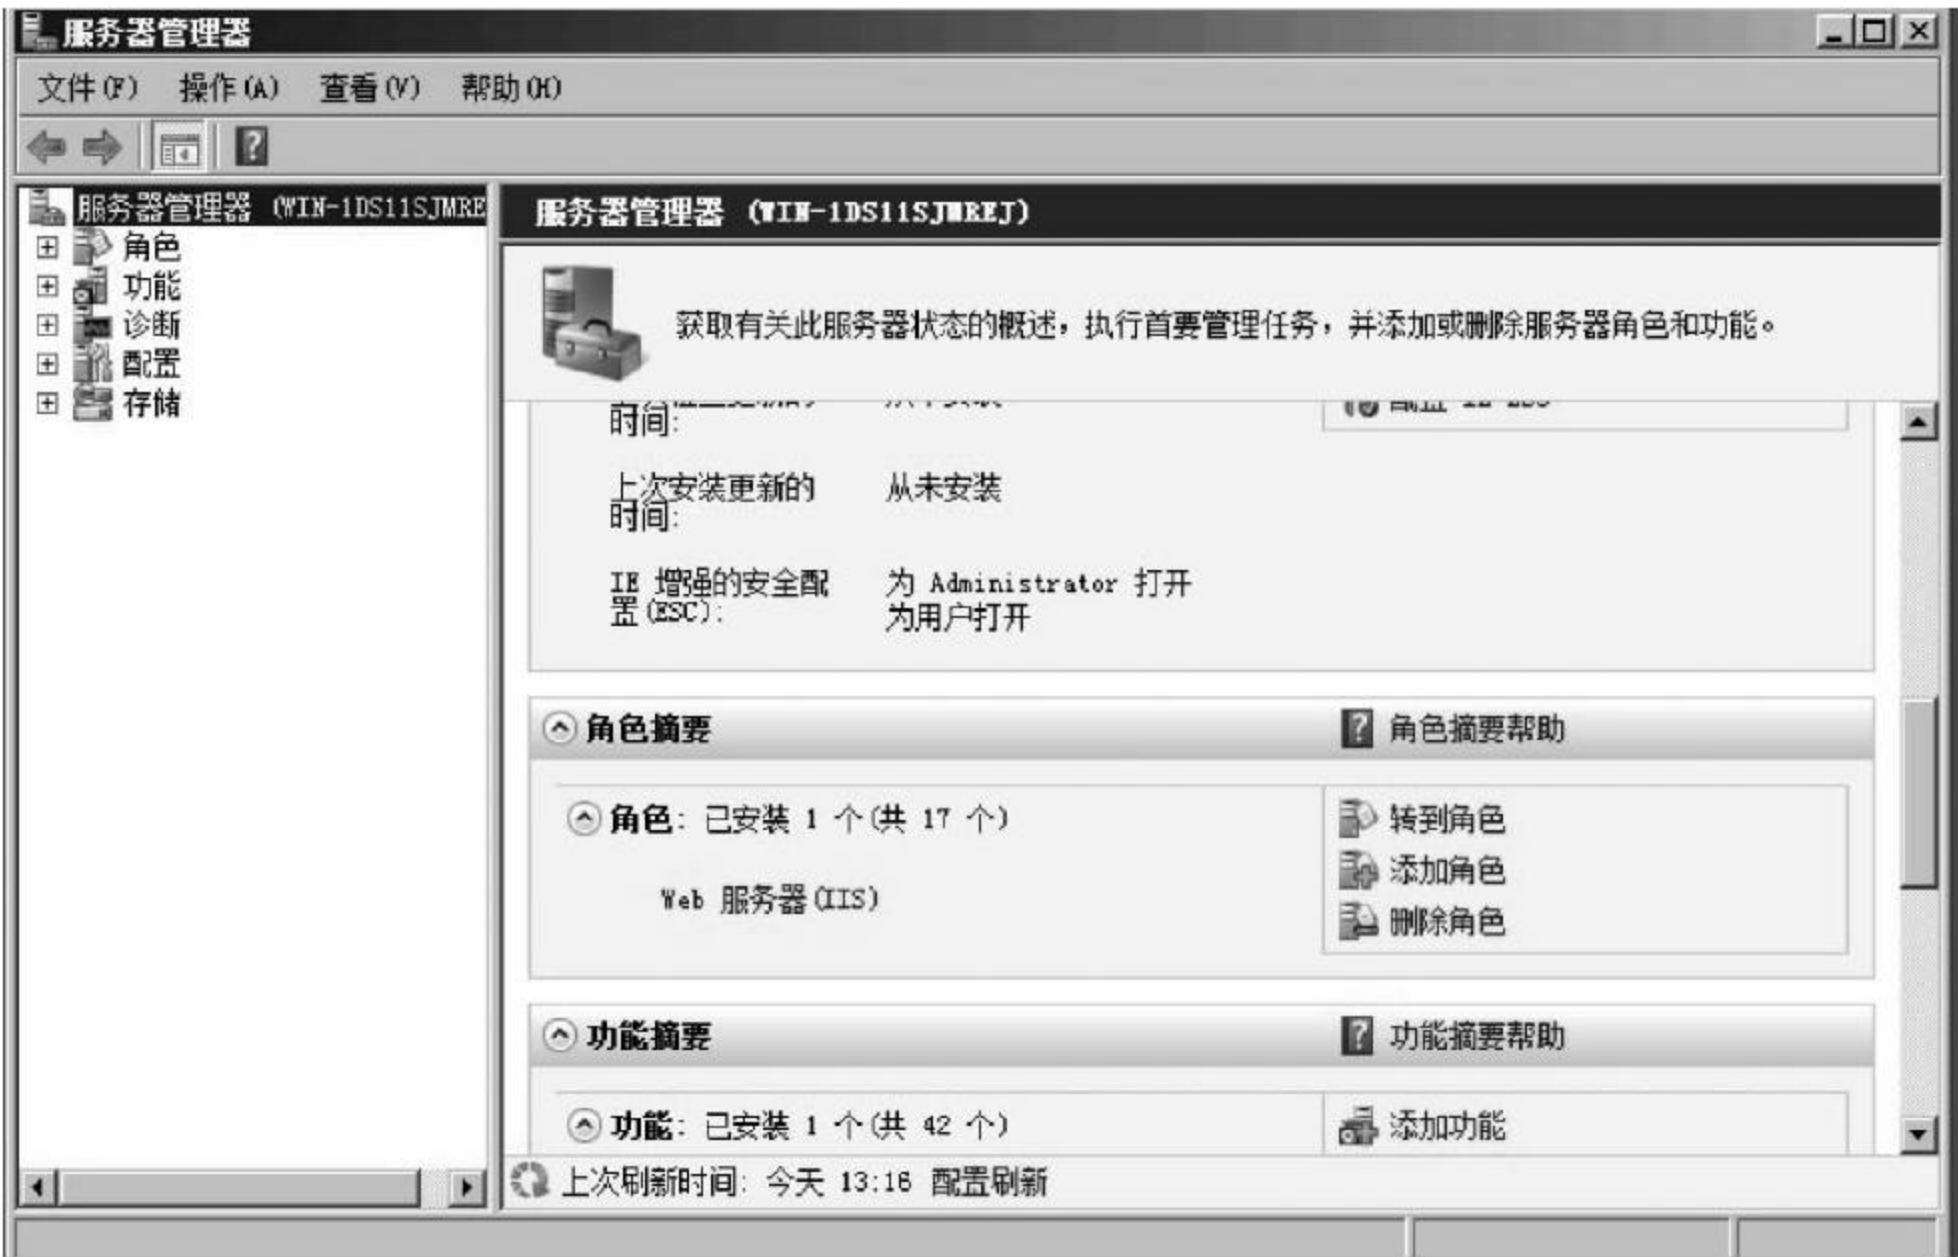 服务器管理器
文件(F) 操作(A) 查看(V) 帮助(H)
服务器管理器 (WIN-1DS11SJMRE
角色
功能
诊断
配置
存储
服务器管理器 (WIN-1DS11SJMREJ)
获取有关此服务器状态的概述，执行首要管理任务，并添加或删除服务器角色和功能。
时间:
上次安装更新的 从未安装
时间:
IE 增强的安全配 为 Administrator 打开
置(ESC): 为用户打开
角色摘要 角色摘要帮助
角色: 已安装 1 个(共 17 个) 转到角色
添加角色
Web 服务器(IIS)
删除角色
功能摘要 功能摘要帮助
功能: 已安装 1 个(共 42 个) 添加功能
上次刷新时间: 今天 13:16 配置刷新